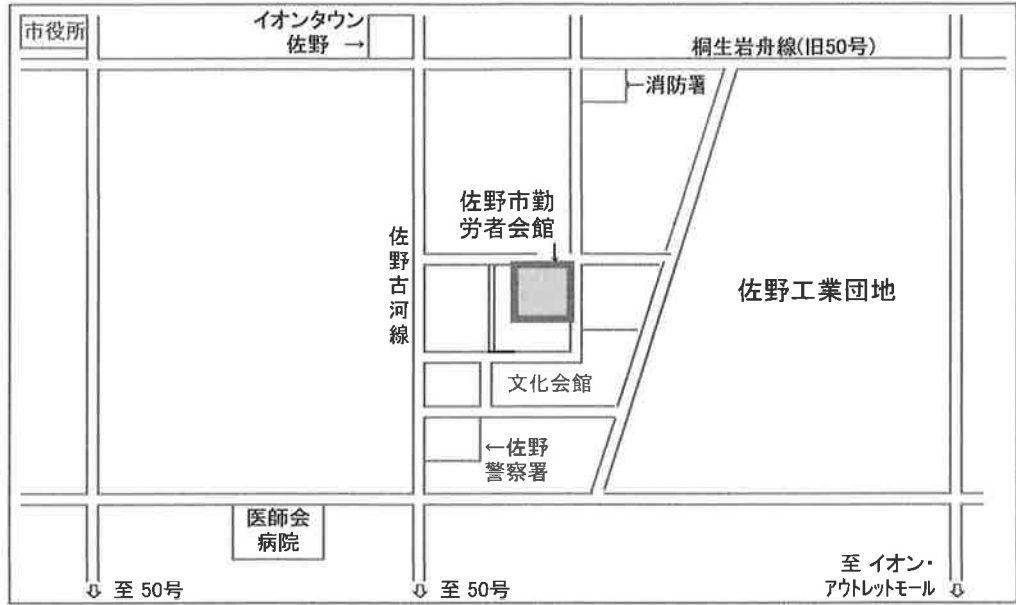 市役所
イオンタウン
佐野 →
桐生岩舟線(旧50号)
←消防署
佐野市勤
労者会館
↓
佐野古河線
佐野工業団地
文化会館
←佐野
警察署
医師会
病院
至 50号
至 50号
至 イオン・
アウトレットモール